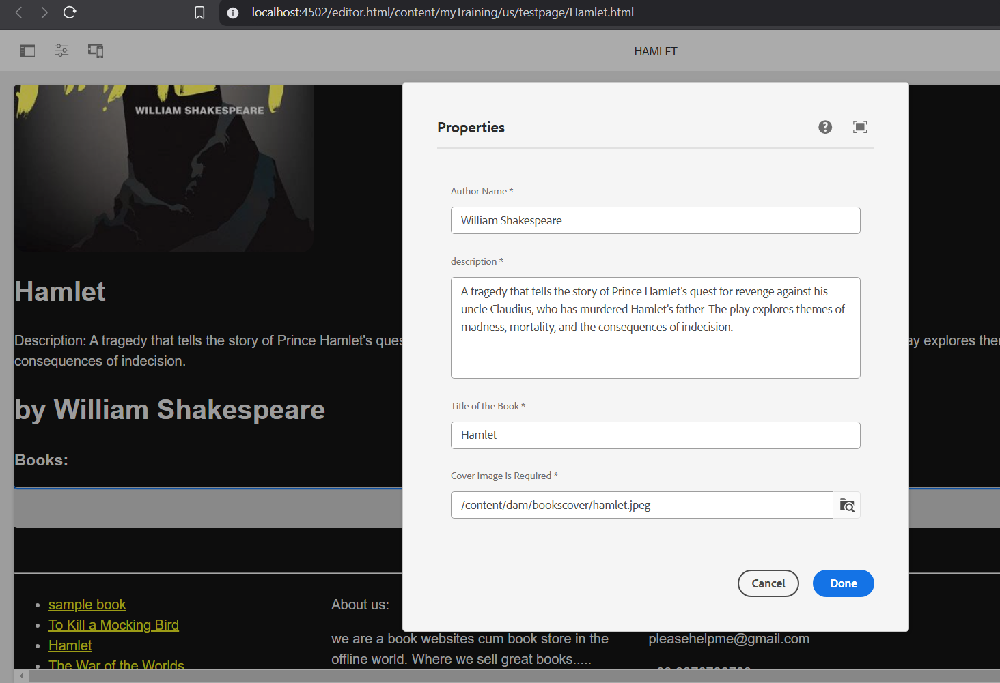 localhost:4502/editor.html/content/myTraining/us/testpage/Hamlet.html
HAMLET
WILLIAM SHAKESPEARE
Hamlet
Description: A tragedy that tells the story of Prince Hamlet's
consequences of indecision.
by William Shakespeare
Books:
Properties
Author Name *
William Shakespeare
description *
A tragedy that tells the story of Prince Hamlet's quest for revenge against his
uncle Claudius, who has murdered Hamlet's father. The play explores themes of
madness, mortality, and the consequences of indecision.
Title of the Book *
Hamlet
Cover Image is Required *
/content/dam/bookscover/hamlet.jpeg
Cancel
Done
explores
sample book
To Kill a Mocking Bird
Hamlet
The War of the Worlds
About us:
we are a book websites cum book store in the
offline world. Where we sell great books.....
pleasehelpme@gmail.com